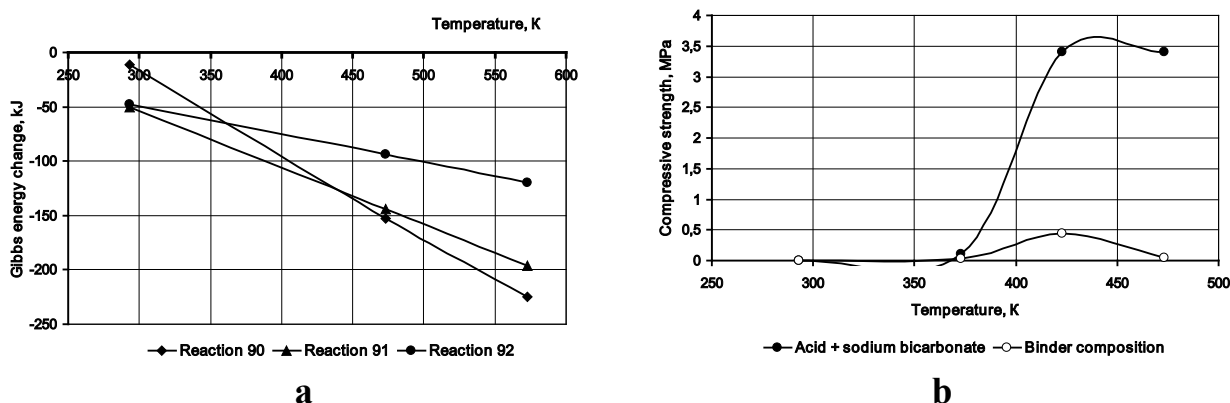 Temperature, K
0
250 300 350 400 450 500 550 600
-50
-100
-150
-200
-250
Gibbs energy change, kJ
Reaction 90 Reaction 91 Reaction 92
a
4
3,5
3
2,5
2
1,5
1
0,5
0
Compressive strength, MPa
250 300 350 400 450 500
Temperature, K
Acid + sodium bicarbonate Binder composition
b